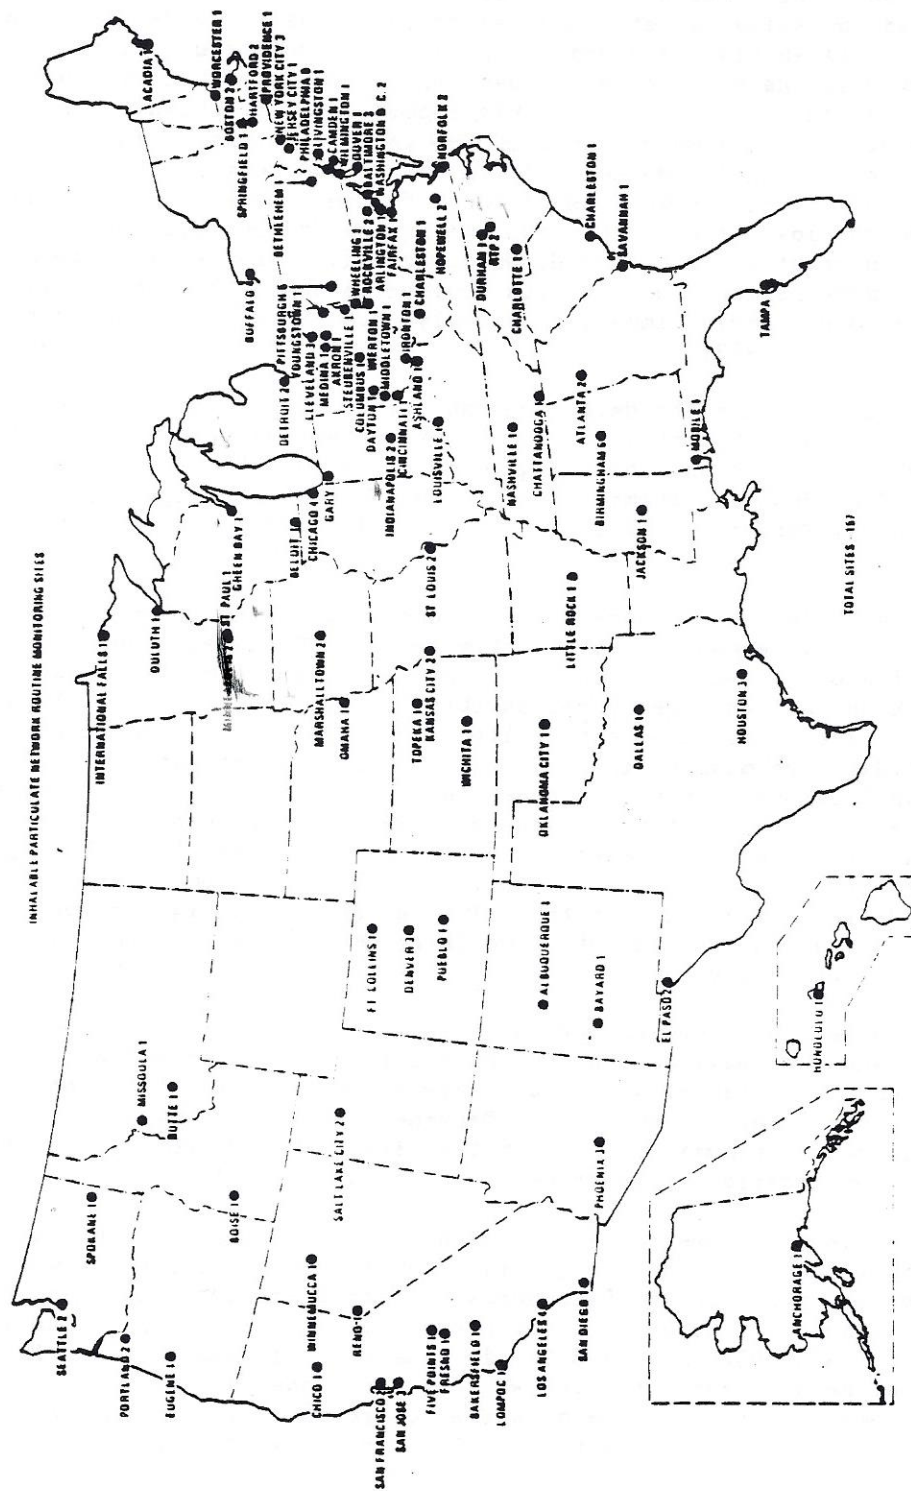 INHALABLE PARTICULATE NETWORK ROUTINE MONITORING SITES
SEATTLE 2
SPOKANE 1
PORTLAND 2
EUGENE 1
MISSOULA 1
BUTTE 1
BOISE 1
WINNEMUCCA 1
CHICO 1
RENO 1
SAN FRANCISCO 2
SAN JOSE 3
FIVE POINTS 1
FRESNO 1
BAKERSFIELD 1
LOMPOC 1
LOS ANGELES 4
SAN DIEGO 1
SALT LAKE CITY 2
PHOENIX 3
FT COLLINS 1
DENVER 3
PUEBLO 1
ALBUQUERQUE 1
BAYARD 1
EL PASO 2
INTERNATIONAL FALLS 1
DULUTH 1
MINNEAPOLIS 2
ST PAUL 1
GREEN BAY 1
MARSHALLTOWN 2
OMAHA 1
TOPEKA 1
KANSAS CITY 2
WICHITA 1
OKLAHOMA CITY 1
DALLAS 1
HOUSTON 3
BELOIT 1
CHICAGO 4
GARY 1
ST LOUIS 2
LITTLE ROCK 1
JACKSON 1
INDIANAPOLIS 2
LOUISVILLE 1
NASHVILLE 1
CHATTANOOGA 1
BIRMINGHAM 6
ATLANTA 2
MOBILE 1
TAMPA 1
BUFFALO
PITTSBURGH 6
YOUNGSTOWN 1
DETROIT 2
CLEVELAND 3
MEDINA 1
AKRON 1
STEUBENVILLE 1
COLUMBUS 1
DAYTON 1
WIERTON 1
MIDDLETOWN 1
CINCINNATI 1
IRONTON 1
ASHLAND 1
CHARLESTON 1
WHEELING 1
ROCKVILLE 2
ARLINGTON 1
FAIRFAX 1
HOPEWELL 2
NORFOLK 2
DURHAM 1
RTP 2
CHARLOTTE 1
CHARLESTON 1
SAVANNAH 1
ACADIA 1
WORCESTER 1
BOSTON 2
SPRINGFIELD 1
HARTFORD 2
PROVIDENCE 1
NEW YORK CITY 3
JERSEY CITY 1
PHILADELPHIA
LIVINGSTON 1
CAMDEN 1
WILMINGTON 1
DOVER 1
BALTIMORE 3
WASHINGTON D.C. 2
BETHLEHEM 1
ANCHORAGE 1
HONOLULU 1
TOTAL SITES - 157